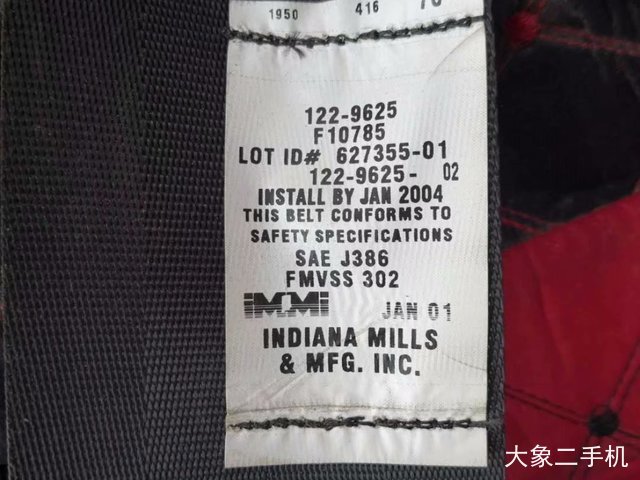 1950 416
122-9625
F10785
LOT ID# 627355-01
122-9625- 02
INSTALL BY JAN 2004
THIS BELT CONFORMS TO
SAFETY SPECIFICATIONS
SAE J386
FMVSS 302
IMMI JAN 01
INDIANA MILLS
& MFG. INC.
大象二手机